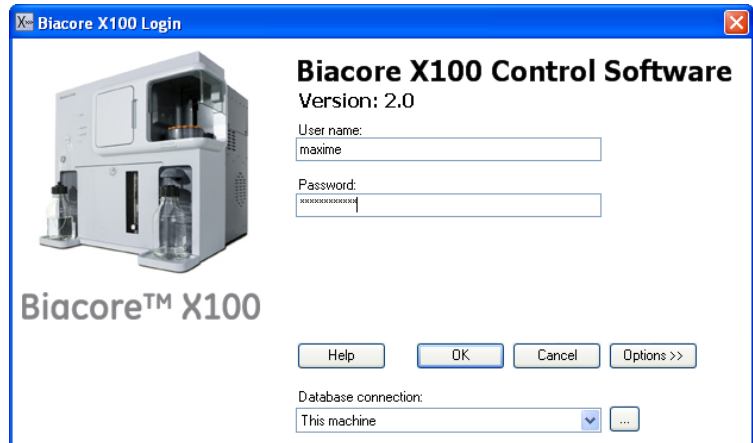 Biacore X100 Login
Biacore X100 Control Software
Version: 2.0
User name:
maxime
Password:
xxxxxxxxxxxx
Biacore™ X100
Help
OK
Cancel
Options >>
Database connection:
This machine
...